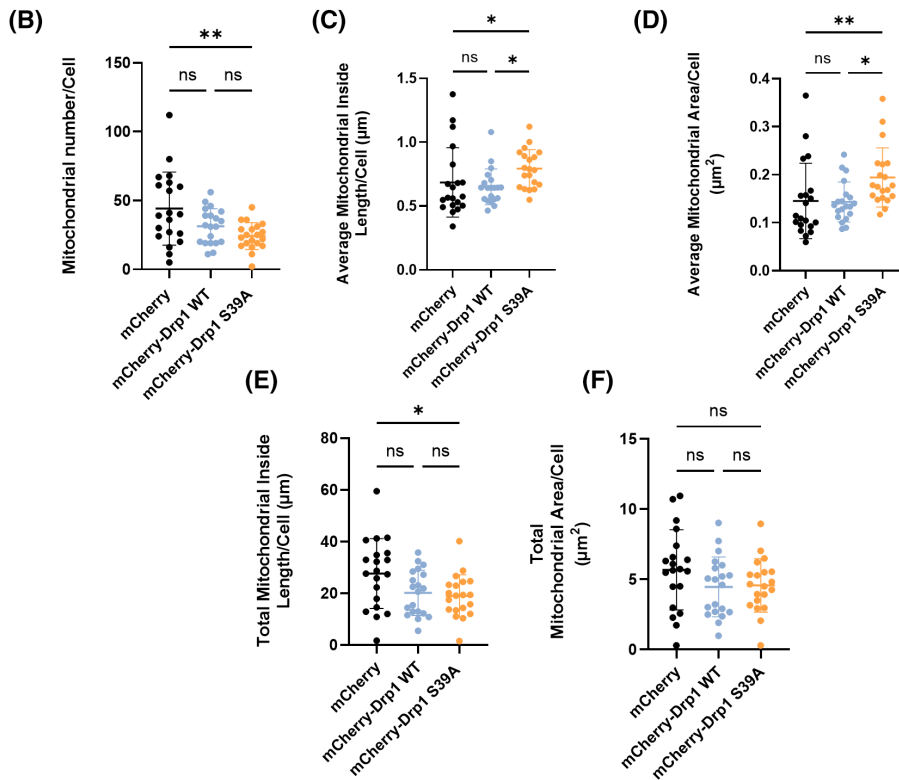 (B)
**
ns ns
Mitochondrial number/Cell
150
100
50
0
mCherry
mCherry-Drp1 WT
mCherry-Drp1 S39A
(C)
*
ns *
Average Mitochondrial Inside
Length/Cell (μm)
1.5
1.0
0.5
0.0
mCherry
mCherry-Drp1 WT
mCherry-Drp1 S39A
(D)
**
ns *
Average Mitochondrial Area/Cell
(μm²)
0.4
0.3
0.2
0.1
0.0
mCherry
mCherry-Drp1 WT
mCherry-Drp1 S39A
(E)
*
ns ns
Total Mitochondrial Inside
Length/Cell (μm)
80
60
40
20
0
mCherry
mCherry-Drp1 WT
mCherry-Drp1 S39A
(F)
ns
ns ns
Total
Mitochondrial Area/Cell
(μm²)
15
10
5
0
mCherry
mCherry-Drp1 WT
mCherry-Drp1 S39A